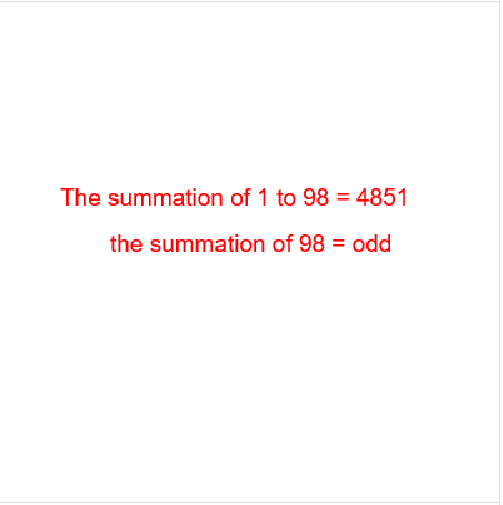 The summation of 1 to 98 = 4851
the summation of 98 = odd